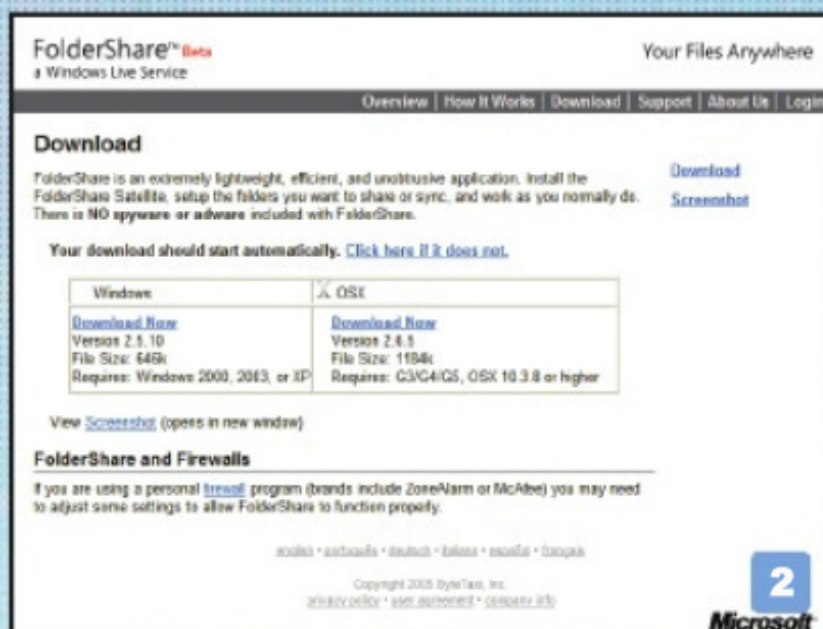 FolderShare™ Beta
a Windows Live Service
Your Files Anywhere
Overview | How It Works | Download | Support | About Us | Login
Download
FolderShare is an extremely lightweight, efficient, and unobtrusive application. Install the
FolderShare Satellite, setup the folders you want to share or sync, and work as you normally do.
There is NO spyware or adware included with FolderShare.
Download
Screenshot
Your download should start automatically. Click here if it does not.
Windows
X OSX
Download Now
Version 2.5.10
File Size: 646k
Requires: Windows 2000, 2003, or XP
Download Now
Version 2.6.5
File Size: 1184k
Requires: G3/G4/G5, OSX 10.3.8 or higher
View Screenshot (opens in new window)
FolderShare and Firewalls
If you are using a personal firewall program (brands include ZoneAlarm or McAfee) you may need
to adjust some settings to allow FolderShare to function properly.
english • português • deutsch • italiano • español • français
Copyright 2005 ByteTaxi, Inc.
privacy policy • user agreement • company info
2
Microsoft